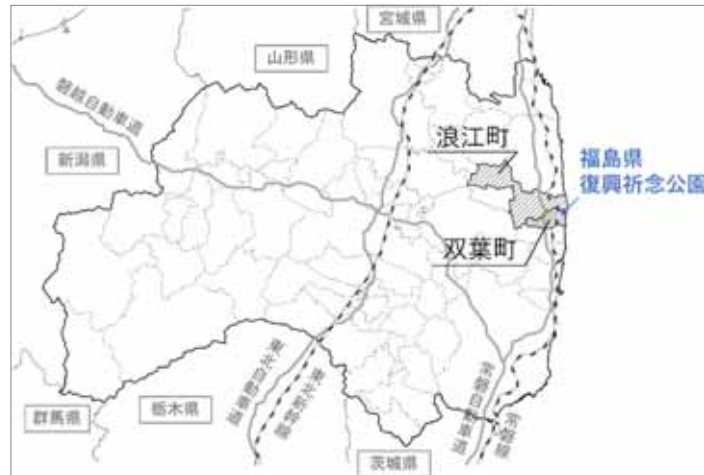 宮城県
山形県
磐越自動車道
新潟県
浪江町
福島県
復興祈念公園
双葉町
東北自動車道
東北新幹線
常磐自動車道
常磐線
栃木県
群馬県
茨城県